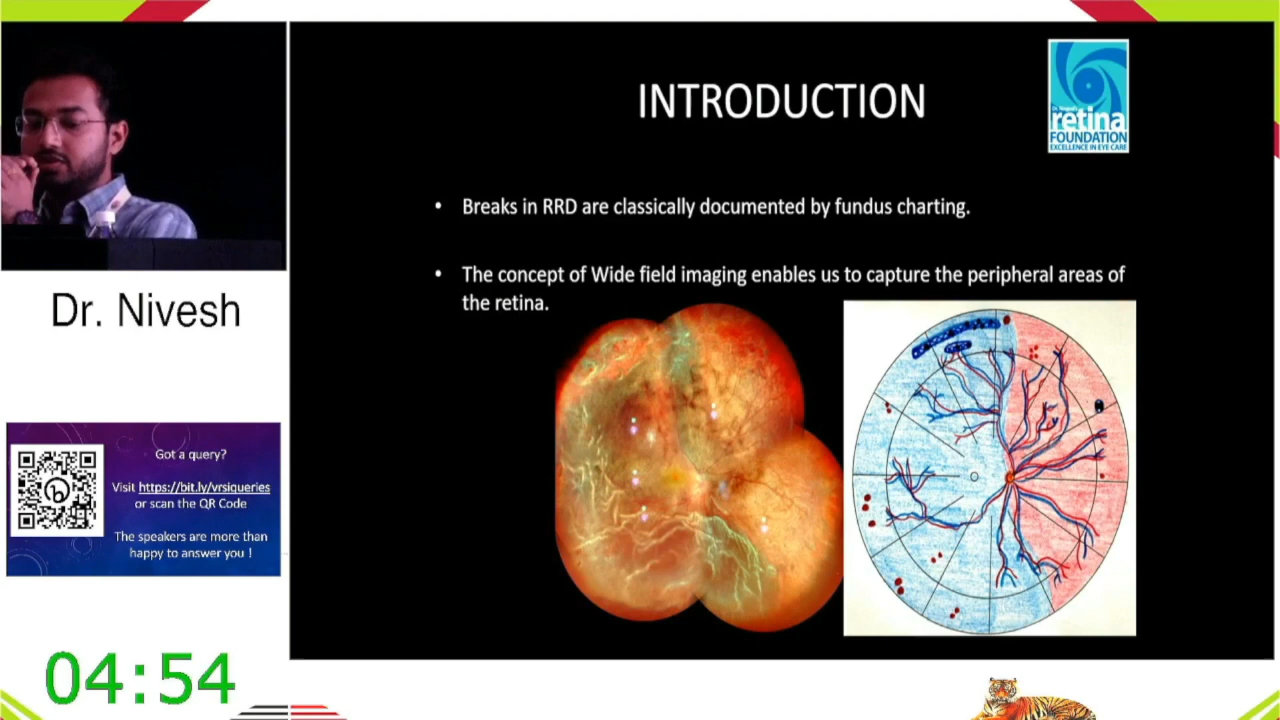 INTRODUCTION
retina
FOUNDATION
EXCELLENCE IN EYE CARE
• Breaks in RRD are classically documented by fundus charting.
• The concept of Wide field imaging enables us to capture the peripheral areas of
the retina.
Dr. Nivesh
Got a query?
Visit https://bit.ly/vrsiqueries
or scan the QR Code
The speakers are more than
happy to answer you !
04:54